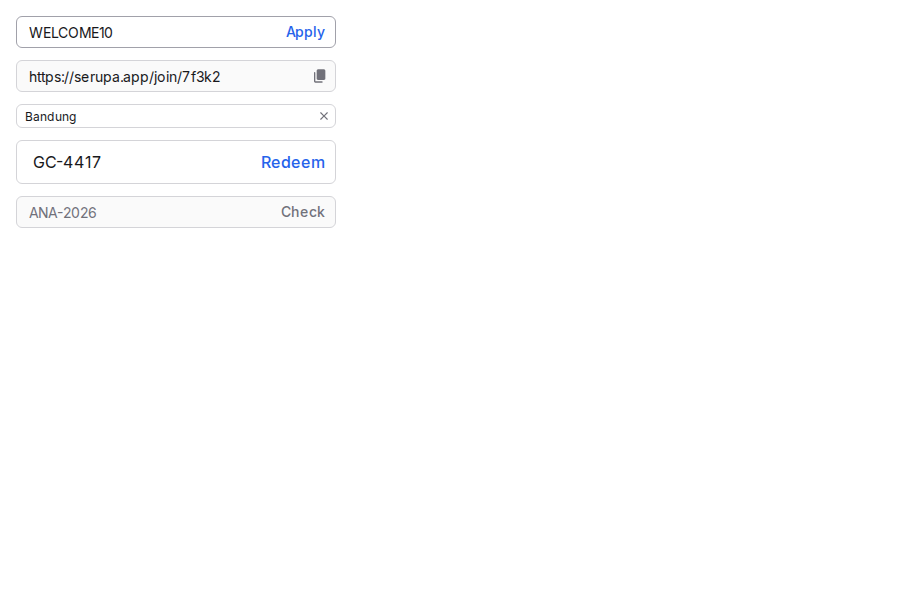 WELCOME10 Apply
https://serupa.app/join/7f3k2
Bandung
GC-4417 Redeem
ANA-2026 Check